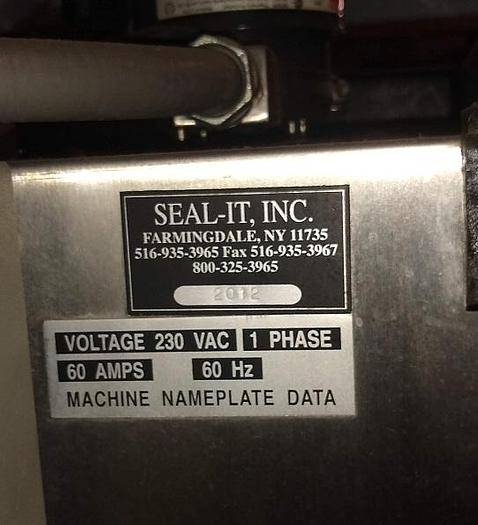 SEAL-IT, INC.
FARMINGDALE, NY 11735
516-935-3965 Fax 516-935-3967
800-325-3965
2012
VOLTAGE 230 VAC 1 PHASE
60 AMPS 60 Hz
MACHINE NAMEPLATE DATA